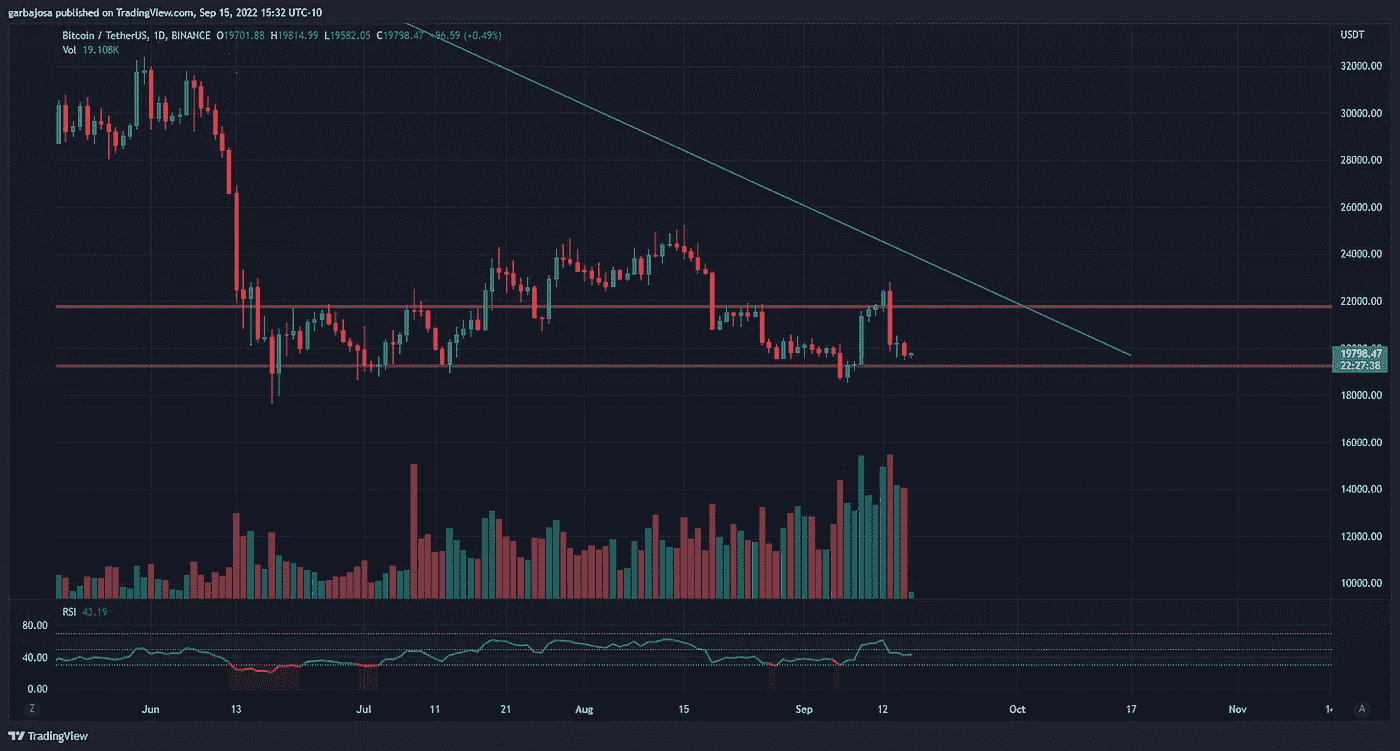 garbajosa published on TradingView.com, Sep 15, 2022 15:32 UTC-10
Bitcoin / TetherUS, 1D, BINANCE O19701.88 H19814.99 L19582.05 C19798.47 +96.59 (+0.49%)
Vol 19.108K
USDT
32000.00
30000.00
28000.00
26000.00
24000.00
22000.00
19798.47
22:27:38
18000.00
16000.00
14000.00
12000.00
10000.00
RSI 43.19
80.00
40.00
0.00
Z Jun 13 Jul 11 21 Aug 15 Sep 12 Oct 17 Nov A
TradingView